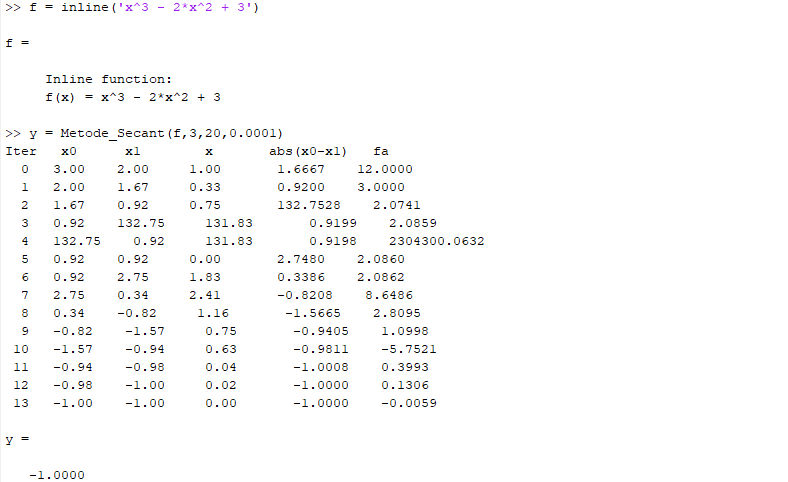 >> f = inline('x^3 - 2*x^2 + 3')
f =
Inline function:
f(x) = x^3 - 2*x^2 + 3
>> y = Metode_Secant(f,3,20,0.0001)
Iter x0 x1 x abs(x0-x1) fa
0 3.00 2.00 1.00 1.6667 12.0000
1 2.00 1.67 0.33 0.9200 3.0000
2 1.67 0.92 0.75 132.7528 2.0741
3 0.92 132.75 131.83 0.9199 2.0859
4 132.75 0.92 131.83 0.9198 2304300.0632
5 0.92 0.92 0.00 2.7480 2.0860
6 0.92 2.75 1.83 0.3386 2.0862
7 2.75 0.34 2.41 -0.8208 8.6486
8 0.34 -0.82 1.16 -1.5665 2.8095
9 -0.82 -1.57 0.75 -0.9405 1.0998
10 -1.57 -0.94 0.63 -0.9811 -5.7521
11 -0.94 -0.98 0.04 -1.0008 0.3993
12 -0.98 -1.00 0.02 -1.0000 0.1306
13 -1.00 -1.00 0.00 -1.0000 -0.0059
y =
-1.0000